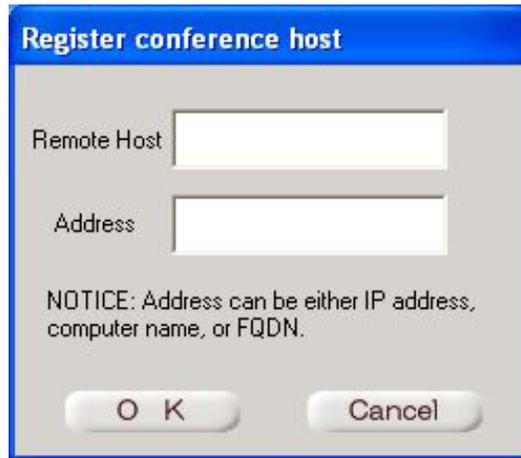 Register conference host
Remote Host
Address
NOTICE: Address can be either IP address,
computer name, or FQDN.
O K Cancel